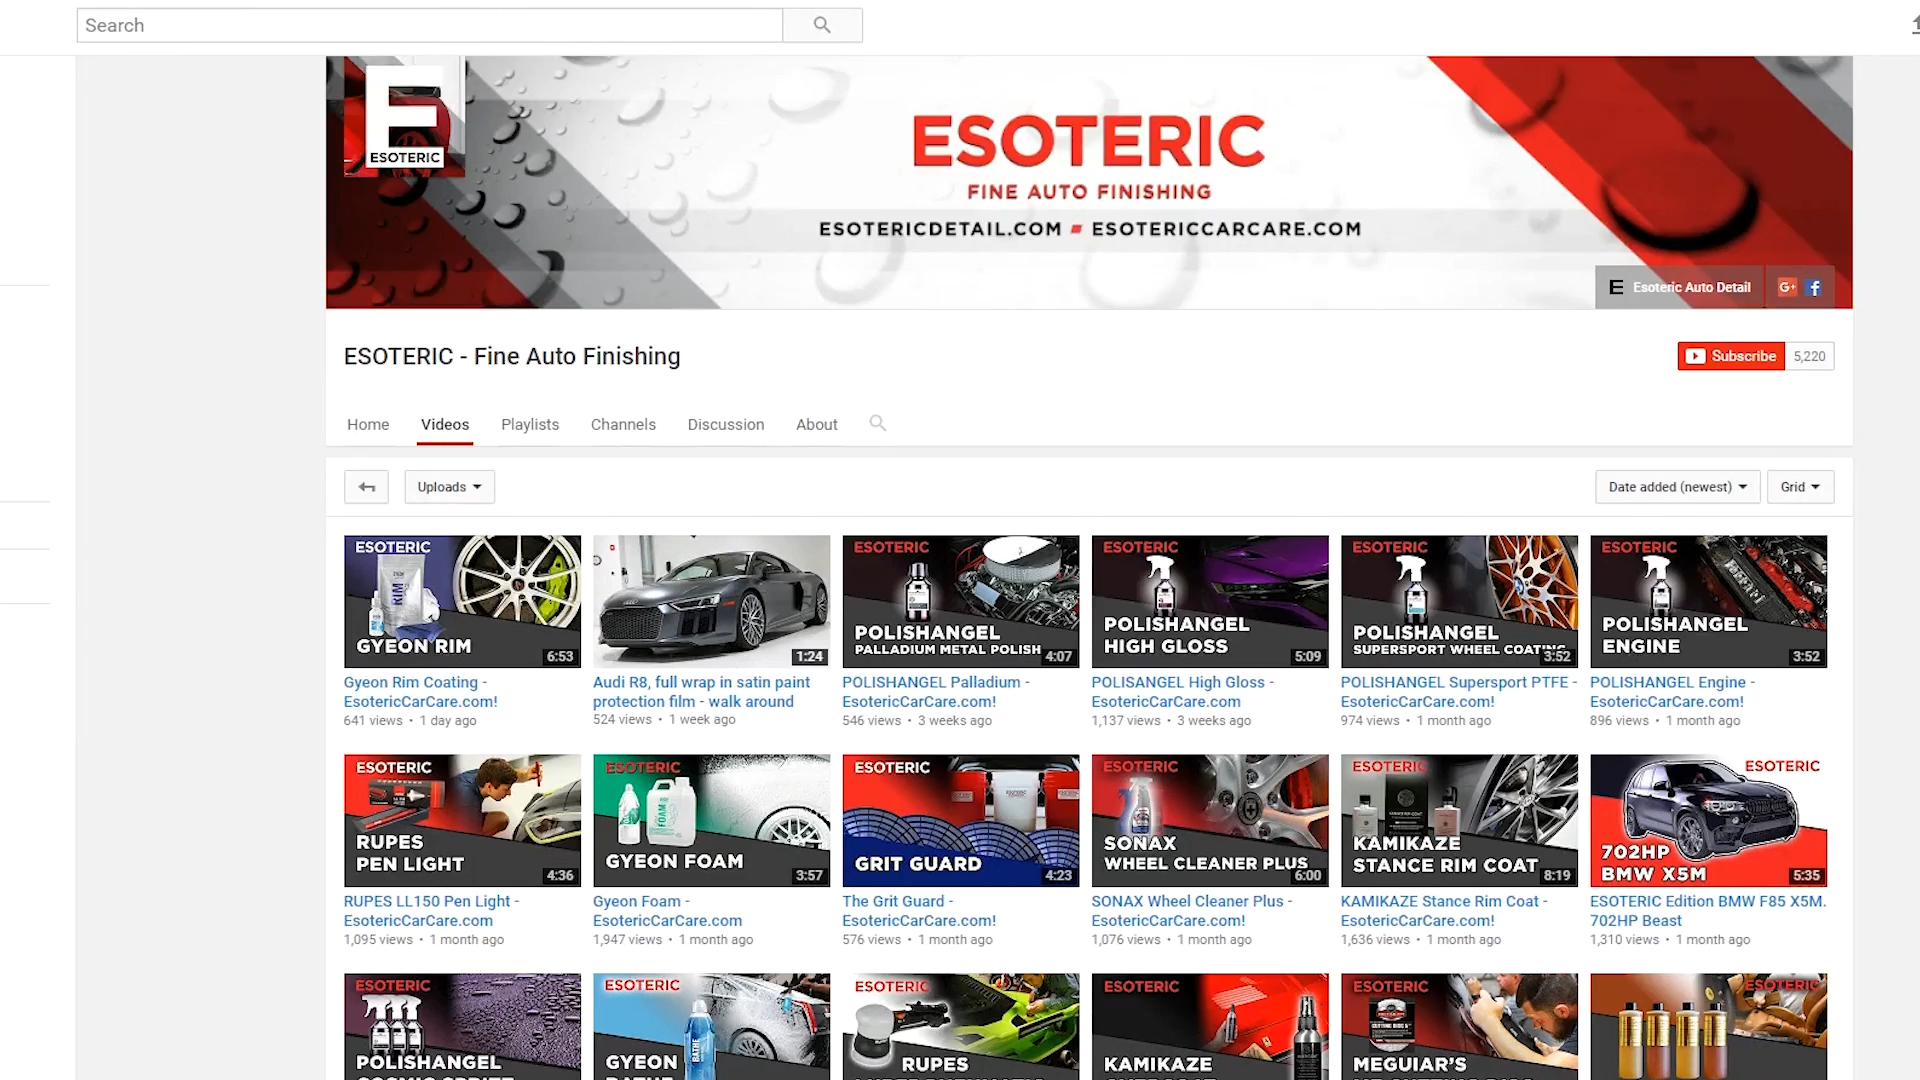 Search
ESOTERIC
ESOTERIC
FINE AUTO FINISHING
ESOTERICDETAIL.COM ESOTERICCARCARE.COM
E Esoteric Auto Detail G+ f
ESOTERIC - Fine Auto Finishing
Subscribe 5,220
Home Videos Playlists Channels Discussion About
Uploads Date added (newest) Grid
ESOTERIC
RIM
GYEON RIM
6:53
1:24
ESOTERIC
POLISHANGEL
PALLADIUM METAL POLISH
4:07
ESOTERIC
POLISHANGEL
HIGH GLOSS
5:09
ESOTERIC
POLISHANGEL
SUPERSPORT WHEEL COATING
3:52
ESOTERIC
POLISHANGEL
ENGINE
3:52
Gyeon Rim Coating -
EsotericCarCare.com!
641 views • 1 day ago
Audi R8, full wrap in satin paint
protection film - walk around
524 views • 1 week ago
POLISHANGEL Palladium -
EsotericCarCare.com!
546 views • 3 weeks ago
POLISANGEL High Gloss -
EsotericCarCare.com
1,137 views • 3 weeks ago
POLISHANGEL Supersport PTFE -
EsotericCarCare.com!
974 views • 1 month ago
POLISHANGEL Engine -
EsotericCarCare.com!
896 views • 1 month ago
ESOTERIC
RUPES
PEN LIGHT
4:36
ESOTERIC
FOAM
GYEON FOAM
3:57
ESOTERIC
GRIT GUARD
4:23
ESOTERIC
SONAX
WHEEL CLEANER PLUS
6:00
ESOTERIC
KAMIKAZE
STANCE RIM COAT
8:19
ESOTERIC
702HP
BMW X5M
5:35
RUPES LL150 Pen Light -
EsotericCarCare.com
1,095 views • 1 month ago
Gyeon Foam -
EsotericCarCare.com
1,947 views • 1 month ago
The Grit Guard -
EsotericCarCare.com!
576 views • 1 month ago
SONAX Wheel Cleaner Plus -
EsotericCarCare.com!
1,076 views • 1 month ago
KAMIKAZE Stance Rim Coat -
EsotericCarCare.com!
1,636 views • 1 month ago
ESOTERIC Edition BMW F85 X5M.
702HP Beast
1,310 views • 1 month ago
ESOTERIC
POLISHANGEL
ESOTERIC
BATHE
GYEON
ESOTERIC
RUPES
ESOTERIC
KAMIKAZE
ESOTERIC
MEGUIAR'S
ESOTERIC